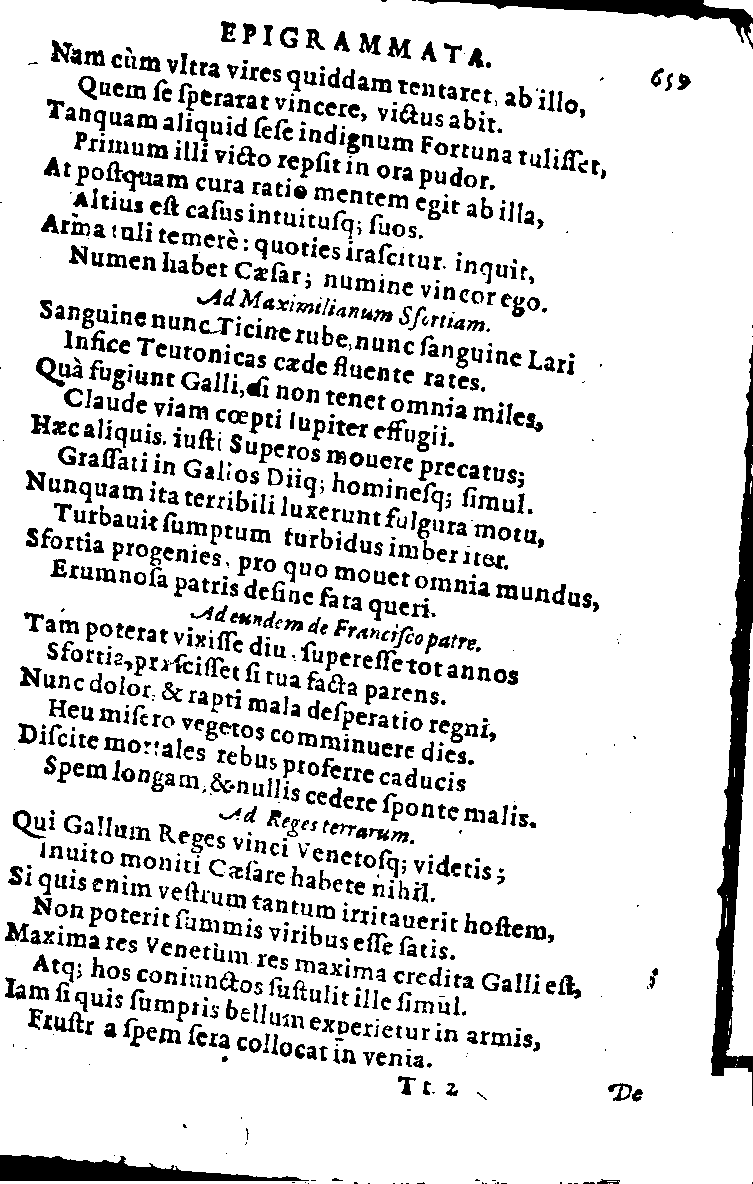 EPIGRAMMATA. 659
Nam cùm vltra vires quiddam tentaret, ab illo,
Quem ſe ſperarat vincere, victus abit.
Tanquam aliquid ſeſe indignum Fortuna tuliſſet,
Primum illi victo repſit in ora pudor.
At poſtquam cura ratio mentem egit ab illa,
Altius eſt caſus intuituſq; ſuos.
Arma tuli temerè: quoties iraſcitur. inquit,
Numen habet Cæſar; numine vincor ego.
Ad Maximilianum Sfortiam.
Sanguine nunc Ticine rube, nunc ſanguine Lari
Infice Teutonicas cæde fluente rates.
Quà fugiunt Galli, ſi non tenet omnia miles,
Claude viam cœpti Iupiter effugii.
Hæc aliquis. iuſti Superos mouere precatus;
Graſſati in Gallos Diiq; homineſq; ſimul.
Nunquam ita terribili luxerunt fulgura motu,
Turbauit ſumptum turbidus imber iter.
Sfortia progenies, pro quo mouet omnia mundus,
Erumnoſa patris deſine fata queri.
Ad eundem de Franciſco patre.
Tam poterat vixiſſe diu, ſupereſſe tot annos
Sfortia, præſciſſet ſi tua facta parens.
Nunc dolor, & rapti mala deſperatio regni,
Heu miſero vegetos comminuere dies.
Diſcite mortales rebus proferre caducis
Spem longam, & nullis cedere ſponte malis.
Ad Reges terrarum.
Qui Gallum Reges vinci Venetoſq; videtis;
Inuito moniti Cæſare habete nihil.
Si quis enim veſtrum tantum irritauerit hoſtem,
Non poterit ſummis viribus eſſe ſatis.
Maxima res Venetûm res maxima credita Galli eſt,
Atq; hos coniunctos ſuſtulit ille ſimul.
Iam ſi quis ſumptis bellum experietur in armis,
Fruſtr a ſpem ſera collocat in venia.
Tt. 2 De